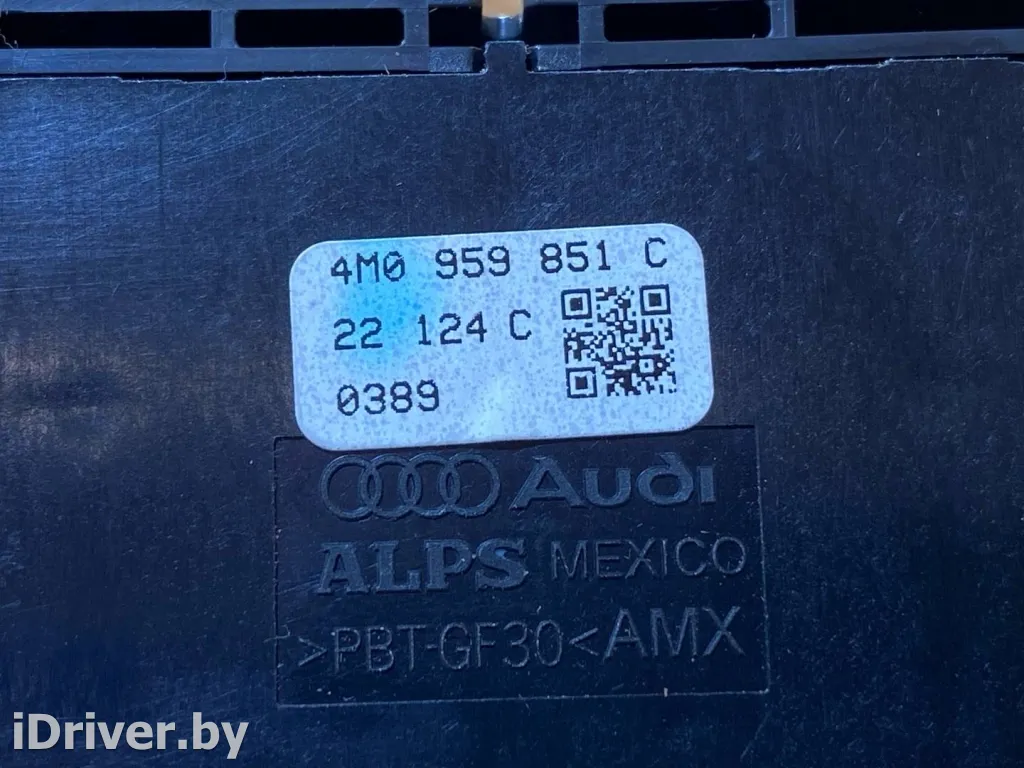 4M0 959 851 C
22 124 C
0389
Audi
ALPS MEXICO
>PBT-GF30< AMX
iDriver.by